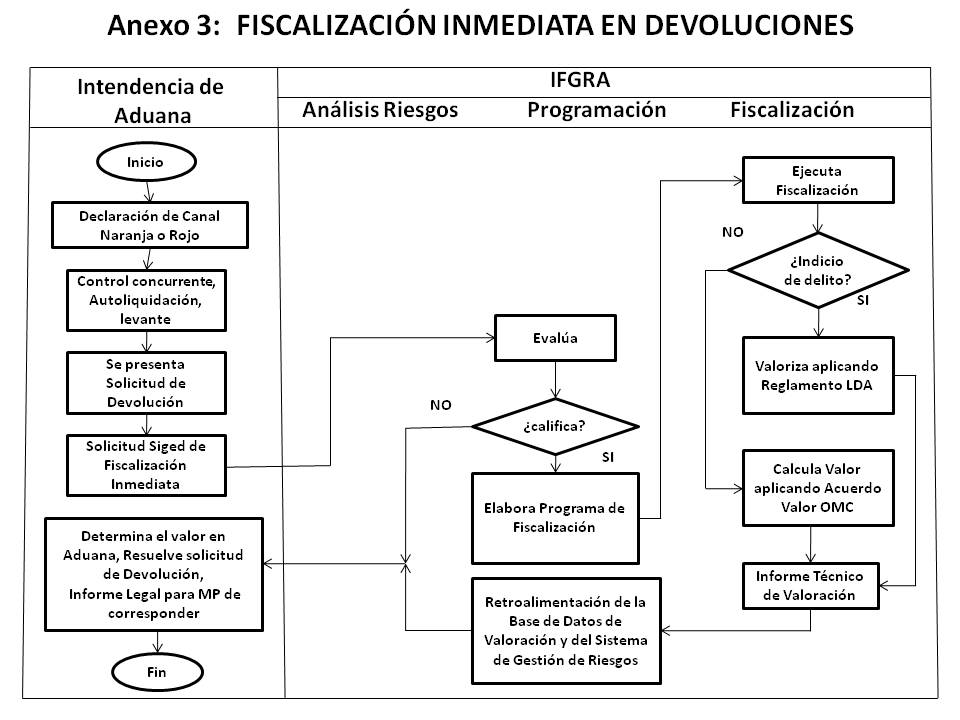 Anexo 3: FISCALIZACIÓN INMEDIATA EN DEVOLUCIONES
Intendencia de
Aduana
IFGRA
Análisis Riesgos
Programación
Fiscalización
Inicio
Declaración de Canal
Naranja o Rojo
Control concurrente,
Autoliquidación,
levante
Se presenta
Solicitud de
Devolución
Solicitud Siged de
Fiscalización
Inmediata
Determina el valor en
Aduana, Resuelve solicitud
de Devolución,
Informe Legal para MP de
corresponder
Fin
Evalúa
¿califica?
NO
SI
Elabora Programa de
Fiscalización
Retroalimentación de la
Base de Datos de
Valoración y del Sistema
de Gestión de Riesgos
Ejecuta
Fiscalización
NO
¿Indicio
de delito?
SI
Valoriza aplicando
Reglamento LDA
Calcula Valor
aplicando Acuerdo
Valor OMC
Informe Técnico
de Valoración